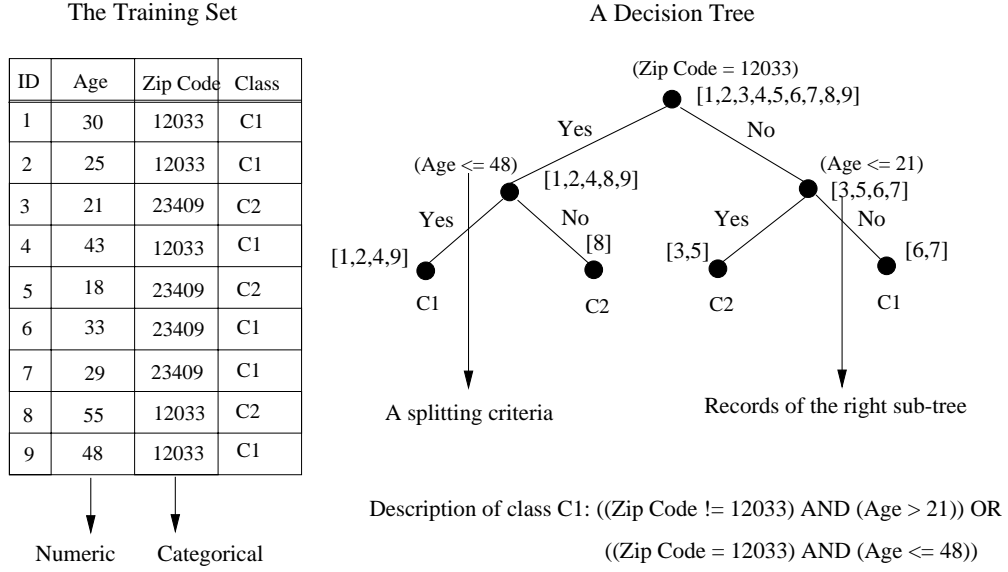 The Training Set
ID Age Zip Code Class
1 30 12033 C1
2 25 12033 C1
3 21 23409 C2
4 43 12033 C1
5 18 23409 C2
6 33 23409 C1
7 29 23409 C1
8 55 12033 C2
9 48 12033 C1
Numeric Categorical
A Decision Tree
(Zip Code = 12033)
[1,2,3,4,5,6,7,8,9]
Yes No
(Age <= 48) [1,2,4,8,9]
(Age <= 21)
[3,5,6,7]
Yes No Yes No
[1,2,4,9] [8] [3,5] [6,7]
C1 C2 C2 C1
A splitting criteria
Records of the right sub-tree
Description of class C1: ((Zip Code != 12033) AND (Age > 21)) OR
((Zip Code = 12033) AND (Age <= 48))